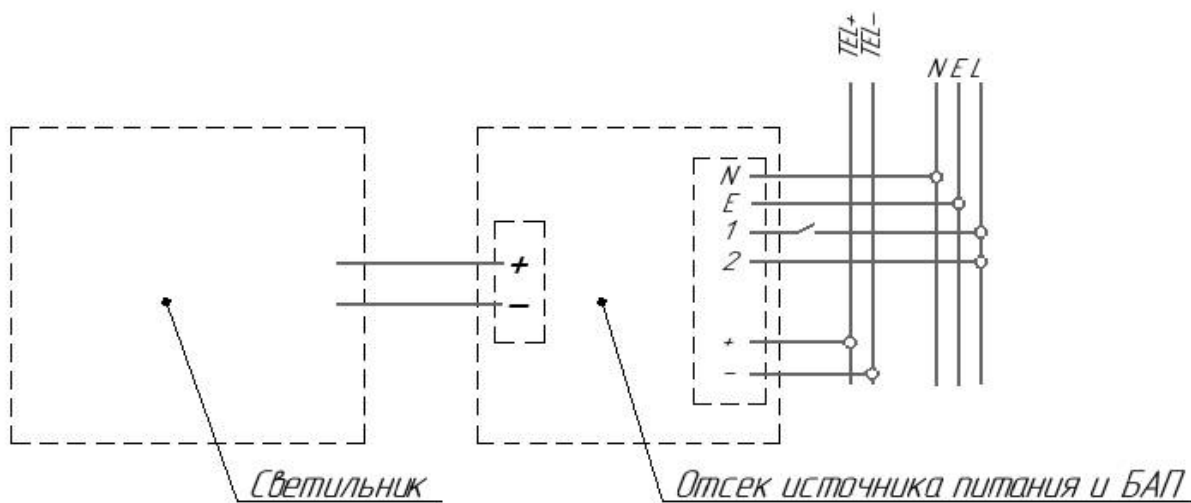 TEL+
TEL-
N E L
N
E
1
2
+
-
+
-
Светильник
Отсек источника питания и БАП